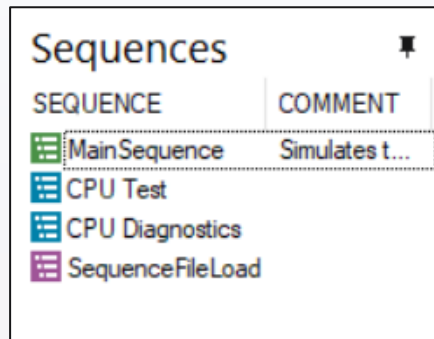 Sequences
SEQUENCE COMMENT
MainSequence Simulates t...
CPU Test
CPU Diagnostics
SequenceFileLoad